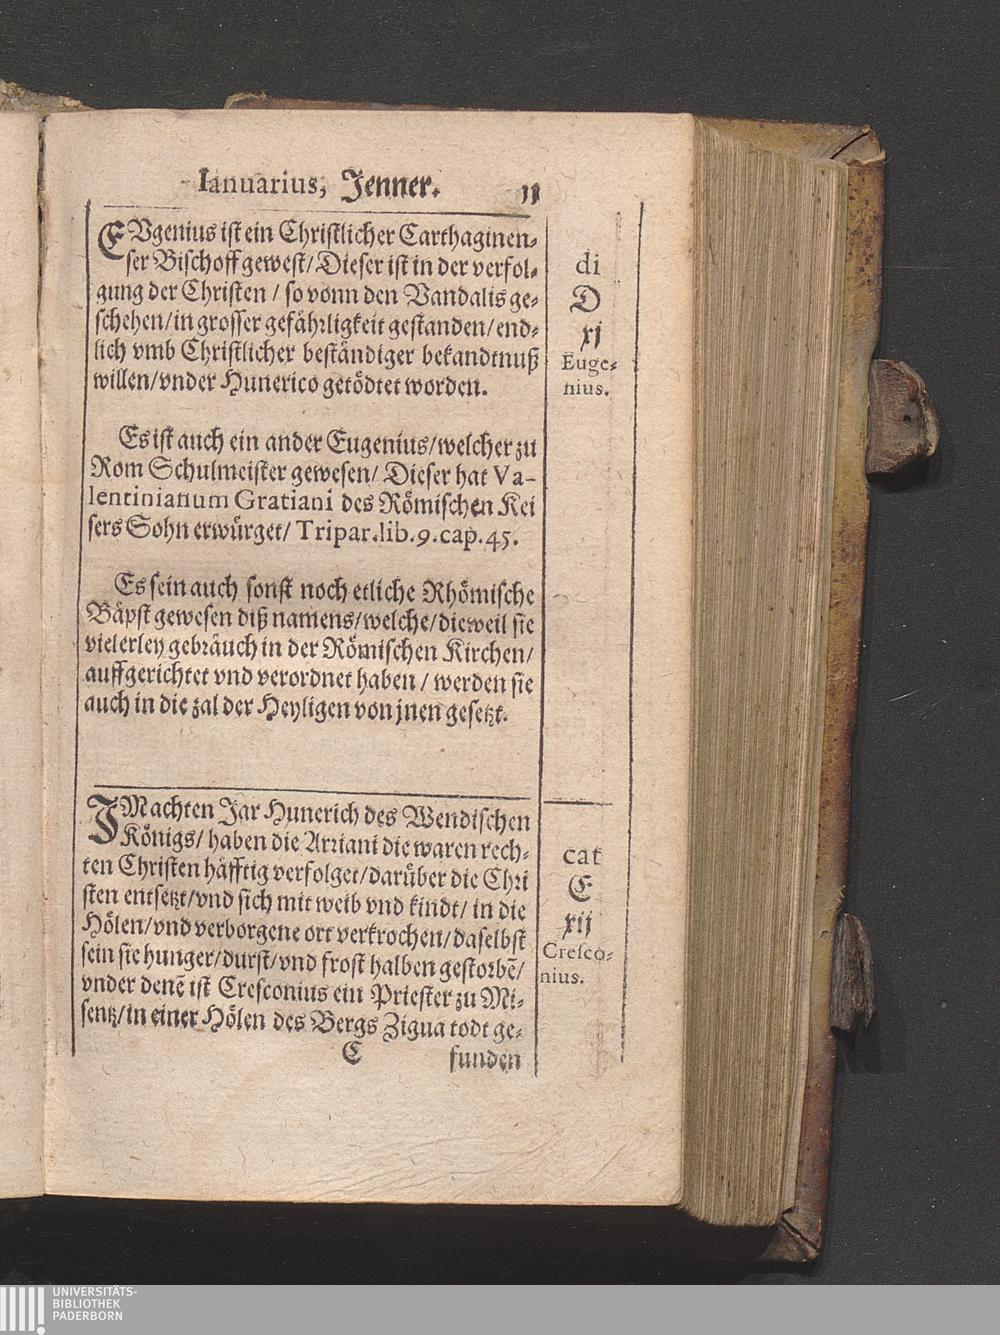 Ianuarius, Jenner. 11
EVgenius ist ein Christlicher Carthaginen-
ser Bischoff gewest/ Dieser ist in der verfol-
gung der Christen / so vonn den Vandalis ge-
schehen/ in grosser gefährligkeit gestanden/ end-
lich vmb Christlicher beständiger bekandtnuß
willen/ vnder Hunerico getödtet worden.
di
D
xj
Euge-
nius.
Es ist auch ein ander Eugenius/ welcher zu
Rom Schulmeister gewesen/ Dieser hat Va-
lentinianum Gratiani des Römischen Kei
sers Sohn erwürget/ Tripar.lib.9.cap.45.
Es sein auch sonst noch etliche Rhömische
Bäpst gewesen diß namens/ welche/ dieweil sie
vielerley gebräuch in der Römischen Kirchen/
auffgerichtet vnd verordnet haben / werden sie
auch in die zal der Heyligen von jnen gesetzt.
JM achten Jar Hunerich des Wendischen
Königs/ haben die Arriani die waren rech-
ten Christen häfftig verfolget/ darüber die Chri
sten entsetzt/ vnd sich mit weib vnd kindt/ in die
Hölen/ vnd verborgene ort verkrochen/ daselbst
sein sie hunger/ durst/ vnd frost halben gestorbē/
vnder denē ist Cresconius ein Priester zu Mi-
sentz/ in einer Hölen des Bergs Zigua todt ge-
C funden
cat
E
xij
Cresco-
nius.
UNIVERSITÄTS-
BIBLIOTHEK
PADERBORN